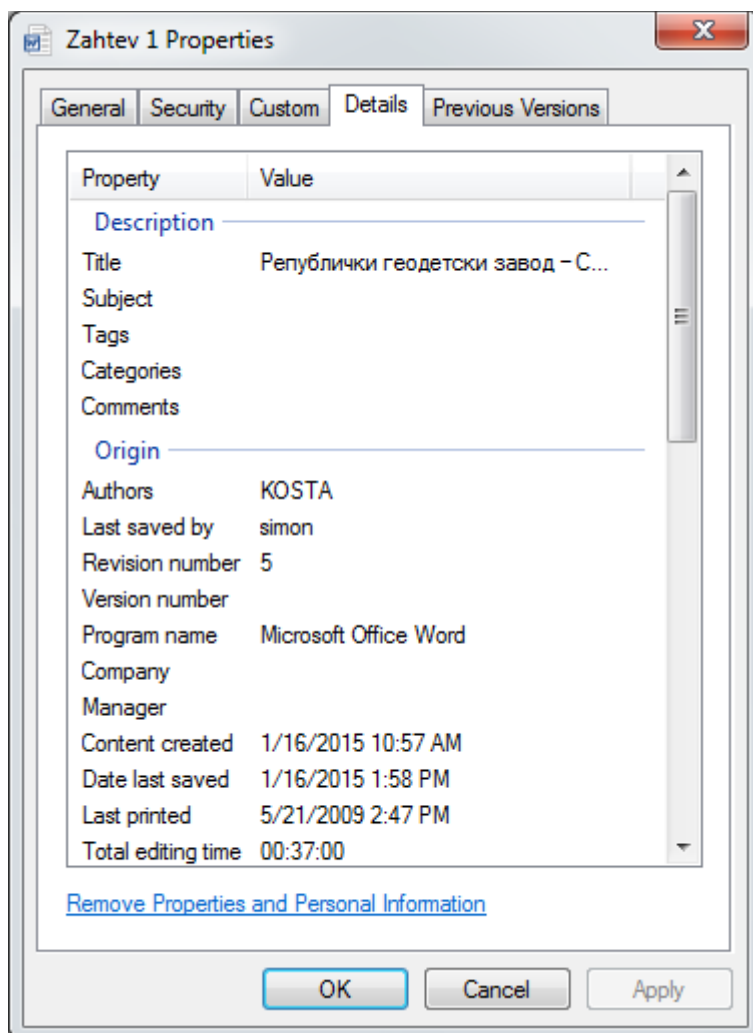 Zahtev 1 Properties
General Security Custom Details Previous Versions
Property Value
Description
Title Републички геодетски завод – С...
Subject
Tags
Categories
Comments
Origin
Authors KOSTA
Last saved by simon
Revision number 5
Version number
Program name Microsoft Office Word
Company
Manager
Content created 1/16/2015 10:57 AM
Date last saved 1/16/2015 1:58 PM
Last printed 5/21/2009 2:47 PM
Total editing time 00:37:00
Remove Properties and Personal Information
OK Cancel Apply